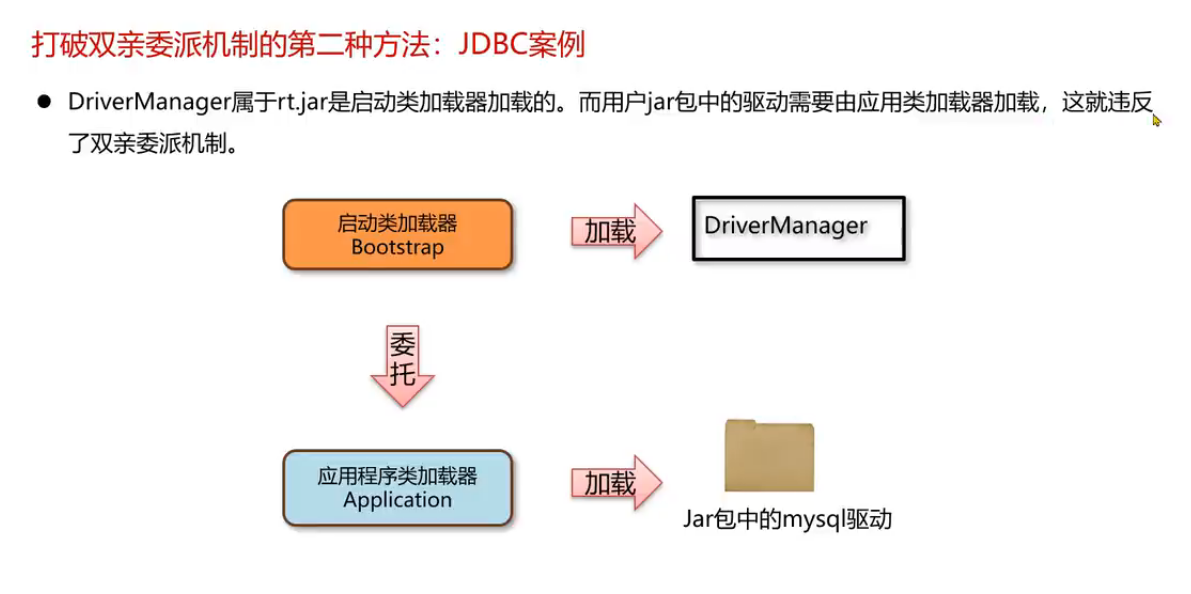 打破双亲委派机制的第二种方法：JDBC案例
● DriverManager属于rt.jar是启动类加载器加载的。而用户jar包中的驱动需要由应用类加载器加载，这就违反
了双亲委派机制。
启动类加载器
Bootstrap
加载
DriverManager
委
托
应用程序类加载器
Application
加载
Jar包中的mysql驱动